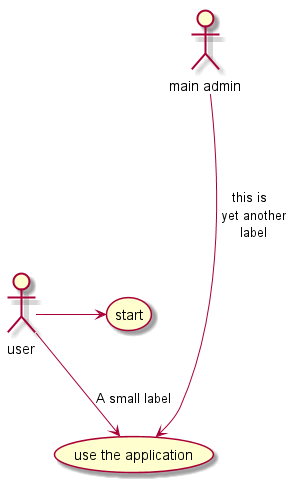 main admin
this is
yet another
label
start
user
A small label
use the application